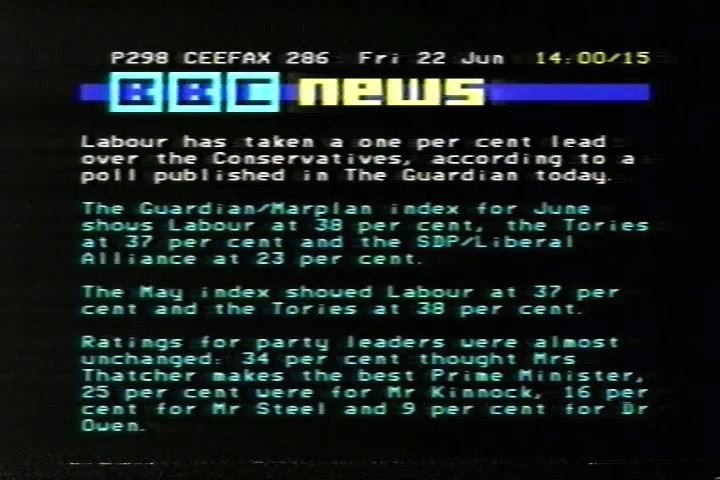 P298 CEEFAX 286 Fri 22 Jun 14:00/15
BBC news
Labour has taken a one per cent lead
over the Conservatives, according to a
poll published in The Guardian today.
The Guardian/Marplan index for June
shows Labour at 38 per cent, the Tories
at 37 per cent and the SDP/Liberal
Alliance at 23 per cent.
The May index showed Labour at 37 per
cent and the Tories at 38 per cent.
Ratings for party leaders were almost
unchanged: 34 per cent thought Mrs
Thatcher makes the best Prime Minister,
25 per cent were for Mr Kinnock, 16 per
cent for Mr Steel and 9 per cent for Dr
Owen.